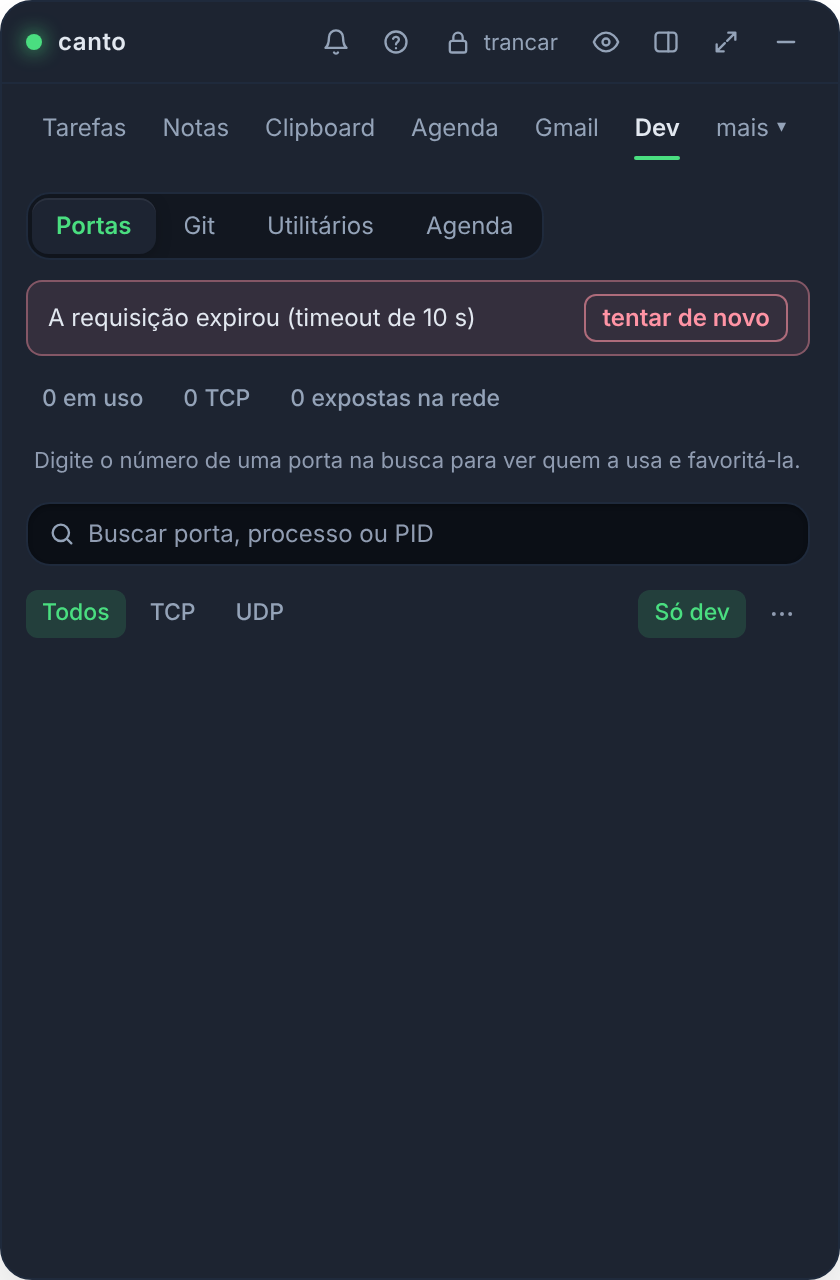 canto trancar
Tarefas Notas Clipboard Agenda Gmail Dev mais ▼
Portas Git Utilitários Agenda
A requisição expirou (timeout de 10 s) tentar de novo
0 em uso 0 TCP 0 expostas na rede
Digite o número de uma porta na busca para ver quem a usa e favoritá-la.
Buscar porta, processo ou PID
Todos TCP UDP Só dev ...